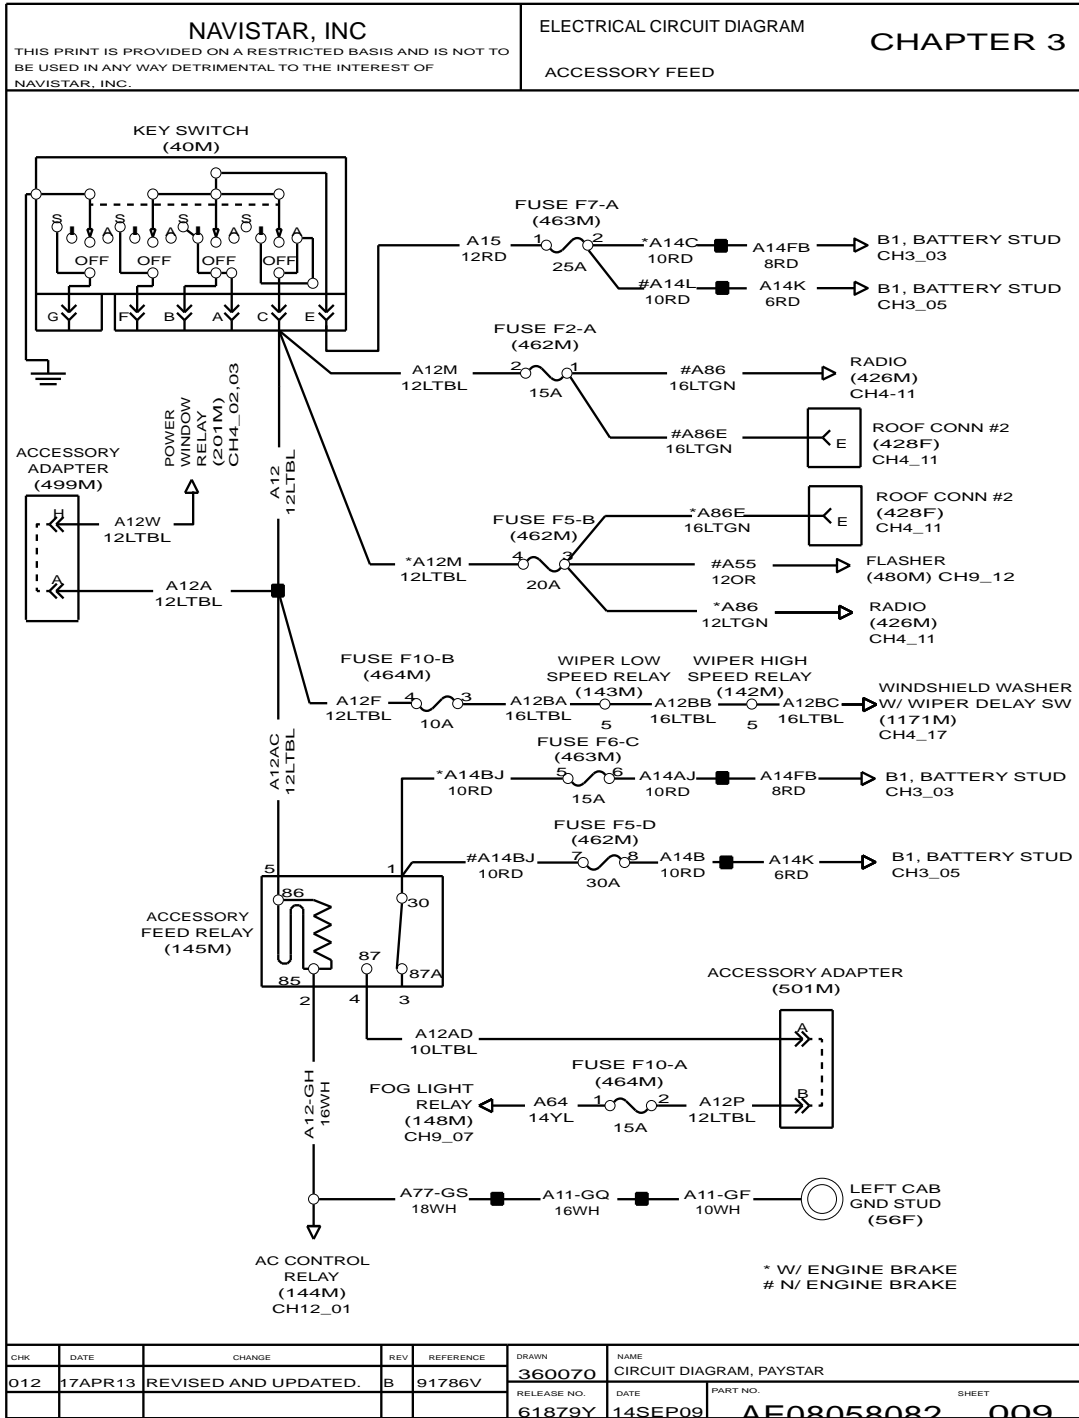 NAVISTAR, INC
THIS PRINT IS PROVIDED ON A RESTRICTED BASIS AND IS NOT TO
BE USED IN ANY WAY DETRIMENTAL TO THE INTEREST OF
NAVISTAR, INC.
ELECTRICAL CIRCUIT DIAGRAM
ACCESSORY FEED
CHAPTER 3
KEY SWITCH
(40M)
S I A S I A S I A S I A
OFF OFF OFF OFF
G F B A C E
FUSE F7-A
(463M)
A15
12RD
1 2
25A
*A14C
10RD
A14FB
8RD
B1, BATTERY STUD
CH3_03
#A14L
10RD
A14K
6RD
B1, BATTERY STUD
CH3_05
FUSE F2-A
(462M)
A12M
12LTBL
2 1
15A
#A86
16LTGN
RADIO
(426M)
CH4-11
#A86E
16LTGN
E
ROOF CONN #2
(428F)
CH4_11
POWER
WINDOW
RELAY
(201M)
CH4_02,03
A12
12LTBL
ACCESSORY
ADAPTER
(499M)
H
A12W
12LTBL
A
A12A
12LTBL
FUSE F5-B
(462M)
*A12M
12LTBL
4 3
20A
*A86E
16LTGN
E
ROOF CONN #2
(428F)
CH4_11
#A55
12OR
FLASHER
(480M) CH9_12
*A86
12LTGN
RADIO
(426M)
CH4_11
FUSE F10-B
(464M)
A12F
12LTBL
4 3
10A
A12BA
16LTBL
WIPER LOW
SPEED RELAY
(143M)
5
A12BB
16LTBL
WIPER HIGH
SPEED RELAY
(142M)
5
A12BC
16LTBL
WINDSHIELD WASHER
W/ WIPER DELAY SW
(1171M)
CH4_17
A12AC
12LTBL
FUSE F6-C
(463M)
*A14BJ
10RD
5 6
15A
A14AJ
10RD
A14FB
8RD
B1, BATTERY STUD
CH3_03
FUSE F5-D
(462M)
#A14BJ
10RD
7 8
30A
A14B
10RD
A14K
6RD
B1, BATTERY STUD
CH3_05
ACCESSORY
FEED RELAY
(145M)
5 1
86 30
87
85 87A
2 4 3
ACCESSORY ADAPTER
(501M)
A12AD
10LTBL
A
FUSE F10-A
(464M)
FOG LIGHT
RELAY
(148M)
CH9_07
A64
14YL
1 2
15A
A12P
12LTBL
B
A12-GH
16WH
A77-GS
18WH
A11-GQ
16WH
A11-GF
10WH
LEFT CAB
GND STUD
(56F)
AC CONTROL
RELAY
(144M)
CH12_01
* W/ ENGINE BRAKE
# N/ ENGINE BRAKE
CHK DATE CHANGE REV REFERENCE
012 17APR13 REVISED AND UPDATED. B 91786V
DRAWN
360070
NAME
CIRCUIT DIAGRAM, PAYSTAR
RELEASE NO.
61879Y
DATE
14SEP09
PART NO.
AE08058082
SHEET
009